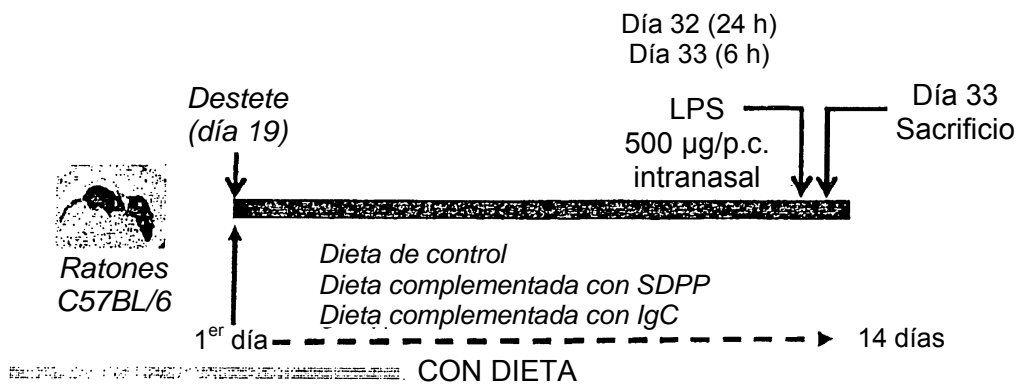 Día 32 (24 h)
Día 33 (6 h)
Destete
(día 19)
LPS
500 µg/p.c.
intranasal
Día 33
Sacrificio
Ratones
C57BL/6
Dieta de control
Dieta complementada con SDPP
Dieta complementada con IgC
1er día
14 días
CON DIETA